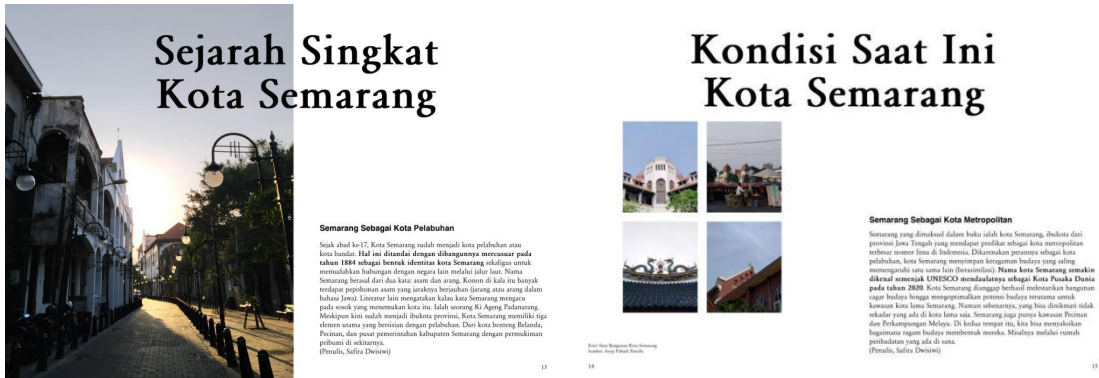 Sejarah Singkat
Kota Semarang
Semarang Sebagai Kota Pelabuhan
Sejak abad ke-17, Kota Semarang sudah menjadi kota pelabuhan atau
kota bandar. Hal ini ditandai dengan dibangunnya mercusuar pada
tahun 1884 sebagai bentuk identitas kota Semarang sekaligus untuk
memudahkan hubungan dengan negara lain melalui jalur laut. Nama
Semarang berasal dari dua kata: asam dan arang. Konon di kala itu banyak
terdapat pepohonan asam yang jaraknya berjauhan (jarang atau arang dalam
bahasa Jawa). Literatur lain mengatakan kalau kata Semarang mengacu
pada sosok yang menemukan kota itu. Ialah seorang Ki Ageng Padanarang.
Meskipun kini sudah menjadi ibukota provinsi, Kota Semarang memiliki tiga
elemen utama yang bersisian dengan pelabuhan. Dari kota benteng Belanda,
Pecinan, dan pusat pemerintahan kabupaten Semarang dengan permukiman
pribumi di sekitarnya.
(Penulis, Safira Dwisiwi)
13
Kondisi Saat Ini
Kota Semarang
Semarang Sebagai Kota Metropolitan
Semarang yang dimaksud dalam buku ialah kota Semarang, ibukota dari
provinsi Jawa Tengah yang mendapat predikat sebagai kota metropolitan
terbesar nomor lima di Indonesia. Dikarenakan perannya sebagai kota
pelabuhan, kota Semarang menyimpan keragaman budaya yang saling
memengaruhi satu sama lain (berasimilasi). Nama kota Semarang semakin
dikenal semenjak UNESCO mendaulatnya sebagai Kota Pusaka Dunia
pada tahun 2020. Kota Semarang dianggap berhasil melestarikan bangunan
cagar budaya hingga mengoptimalkan potensi budaya terutama untuk
kawasan kota lama Semarang. Namun sebenarnya, yang bisa dinikmati tidak
sekadar yang ada di kota lama saja. Semarang juga punya kawasan Pecinan
dan Perkampungan Melayu. Di kedua tempat itu, kita bisa menyaksikan
bagaimana ragam budaya membentuk mereka. Misalnya melalui rumah
peribadatan yang ada di sana.
(Penulis, Safira Dwisiwi)
Foto: Situs Bangunan Kota Semarang
Sumber: Arsip Pribadi Penulis
14
15